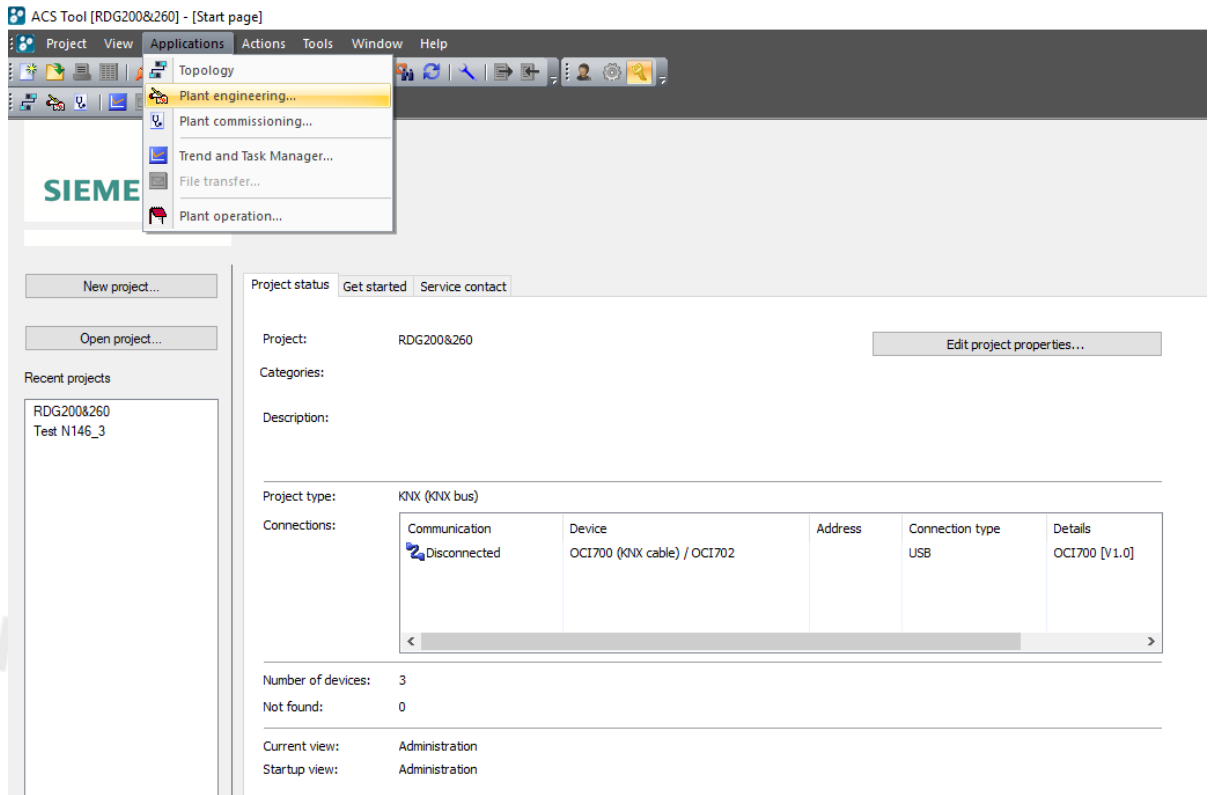 ACS Tool [RDG200&260] - [Start page]
Project View Applications Actions Tools Window Help
Topology
Plant engineering...
Plant commissioning...
Trend and Task Manager...
File transfer...
Plant operation...
SIEME
New project...
Open project...
Recent projects
RDG200&260
Test N146_3
Project status Get started Service contact
Project: RDG200&260
Edit project properties...
Categories:
Description:
Project type: KNX (KNX bus)
Connections:
Communication Device Address Connection type Details
Disconnected OCI700 (KNX cable) / OCI702 USB OCI700 [V1.0]
Number of devices: 3
Not found: 0
Current view: Administration
Startup view: Administration